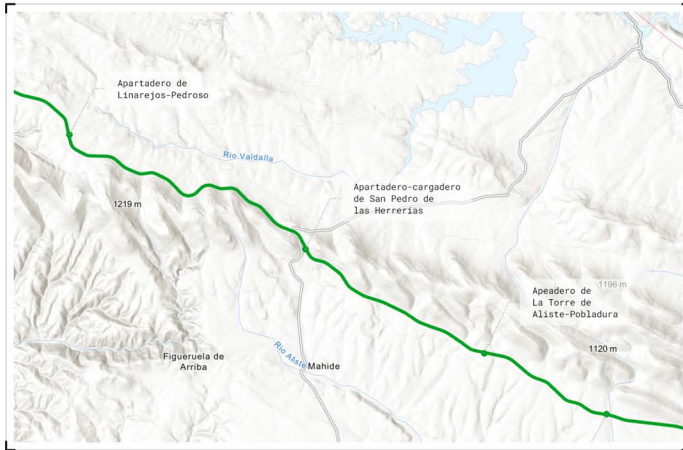 Apartadero de
Linarejos-Pedroso
Río Valdalla
Apartadero-cargadero
de San Pedro de
las Herrerías
1219 m
1196 m
Apeadero de
La Torre de
Aliste-Pobladura
1120 m
Río Aliste
Figueruela de
Arriba
Mahide